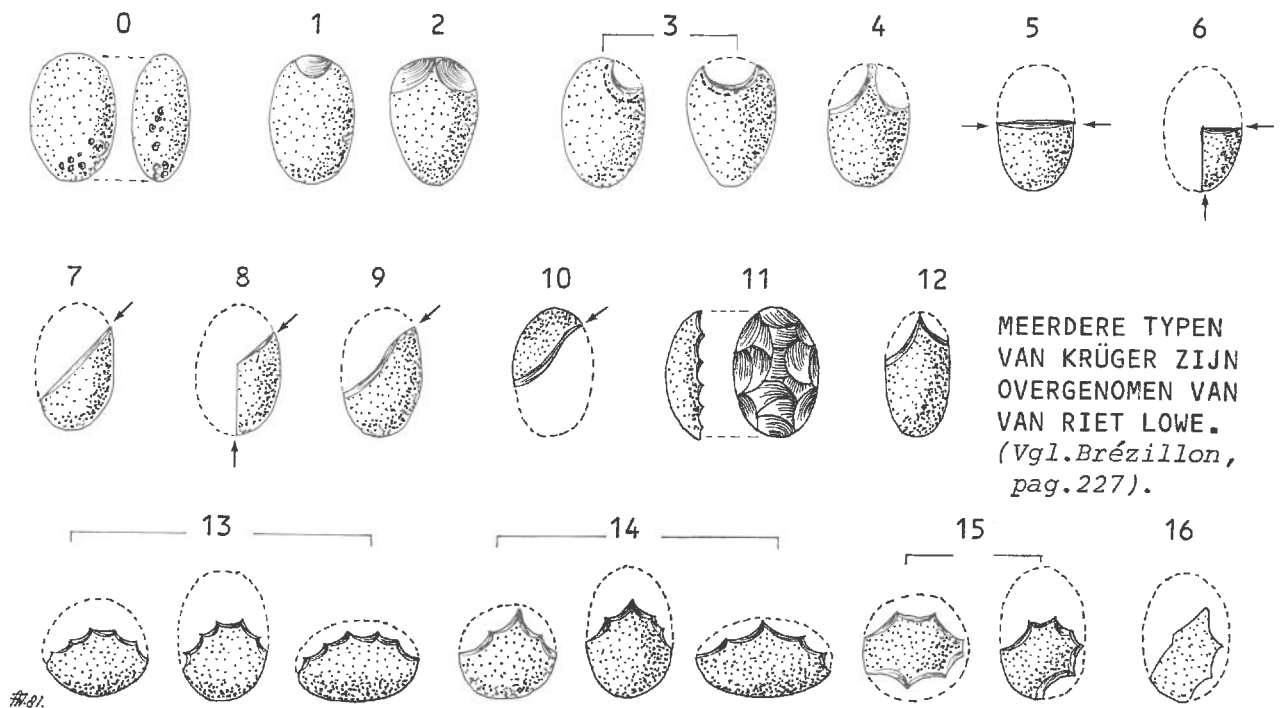 0 1 2 3 4 5 6
7 8 9 10 11 12
MEERDERE TYPEN
VAN KRÜGER ZIJN
OVERGENOMEN VAN
VAN RIET LOWE.
(Vgl.Brézillon,
pag.227).
13 14 15 16